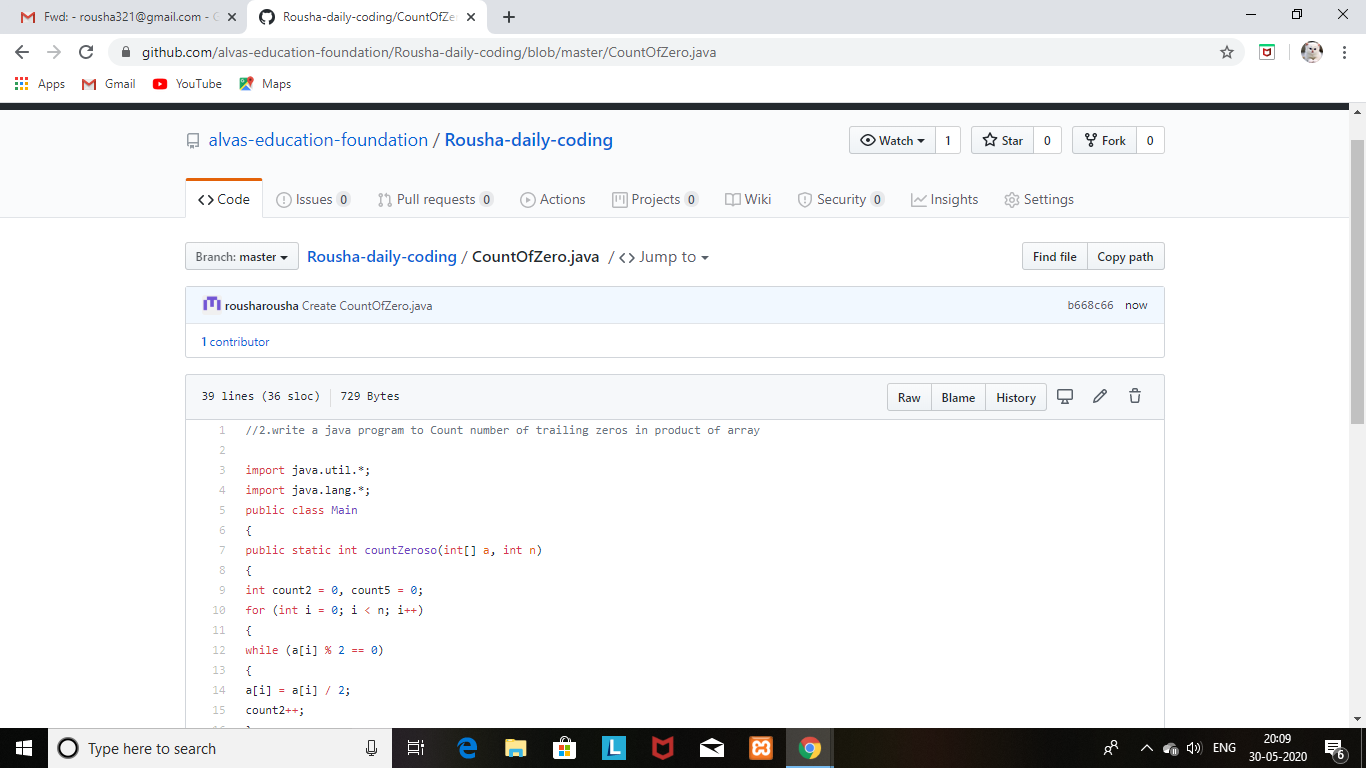 Fwd: - rousha321@gmail.com - G
Rousha-daily-coding/CountOfZe
github.com/alvas-education-foundation/Rousha-daily-coding/blob/master/CountOfZero.java
Apps Gmail YouTube Maps
alvas-education-foundation / Rousha-daily-coding
Watch 1 Star 0 Fork 0
Code Issues 0 Pull requests 0 Actions Projects 0 Wiki Security 0 Insights Settings
Branch: master Rousha-daily-coding / CountOfZero.java / <> Jump to Find file Copy path
rousharousha Create CountOfZero.java b668c66 now
1 contributor
39 lines (36 sloc) 729 Bytes Raw Blame History
1 //2.write a java program to Count number of trailing zeros in product of array
2
3 import java.util.*;
4 import java.lang.*;
5 public class Main
6 {
7 public static int countZeroso(int[] a, int n)
8 {
9 int count2 = 0, count5 = 0;
10 for (int i = 0; i < n; i++)
11 {
12 while (a[i] % 2 == 0)
13 {
14 a[i] = a[i] / 2;
15 count2++;
Type here to search
L
ENG
20:09
30-05-2020
6